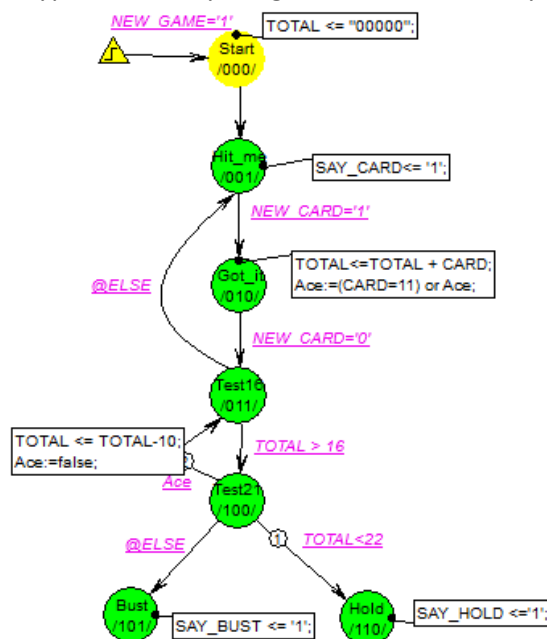 NEW_GAME='1'
TOTAL <= "00000";
Start
/000/
Hit_me
/001/
SAY_CARD<= '1';
NEW_CARD='1'
Got_it
/010/
TOTAL<=TOTAL + CARD;
Ace:=(CARD=11) or Ace;
@ELSE
NEW_CARD='0'
Test16
/011/
TOTAL <= TOTAL-10;
Ace:=false;
TOTAL > 16
Ace
Test21
/100/
@ELSE
1
TOTAL<22
Bust
/101/
SAY_BUST <= '1';
Hold
/110/
SAY_HOLD <='1';